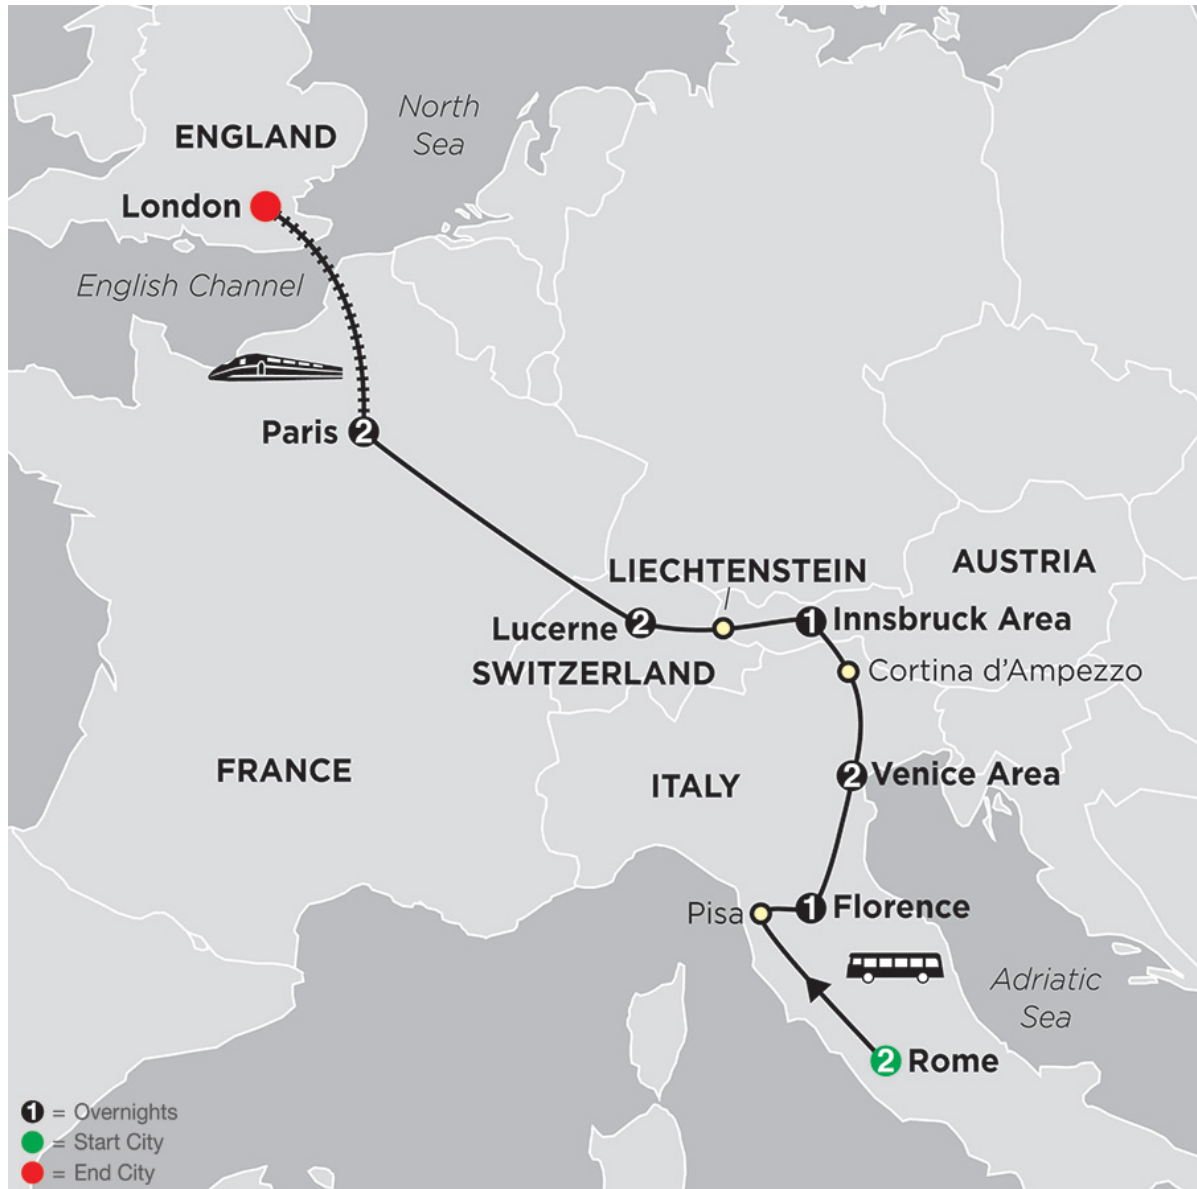 North
Sea
ENGLAND
London
English Channel
Paris 2
LIECHTENSTEIN
AUSTRIA
Lucerne 2
1 Innsbruck Area
SWITZERLAND
Cortina d'Ampezzo
FRANCE
ITALY
2 Venice Area
Pisa
1 Florence
Adriatic
Sea
2 Rome
1 = Overnights
= Start City
= End City